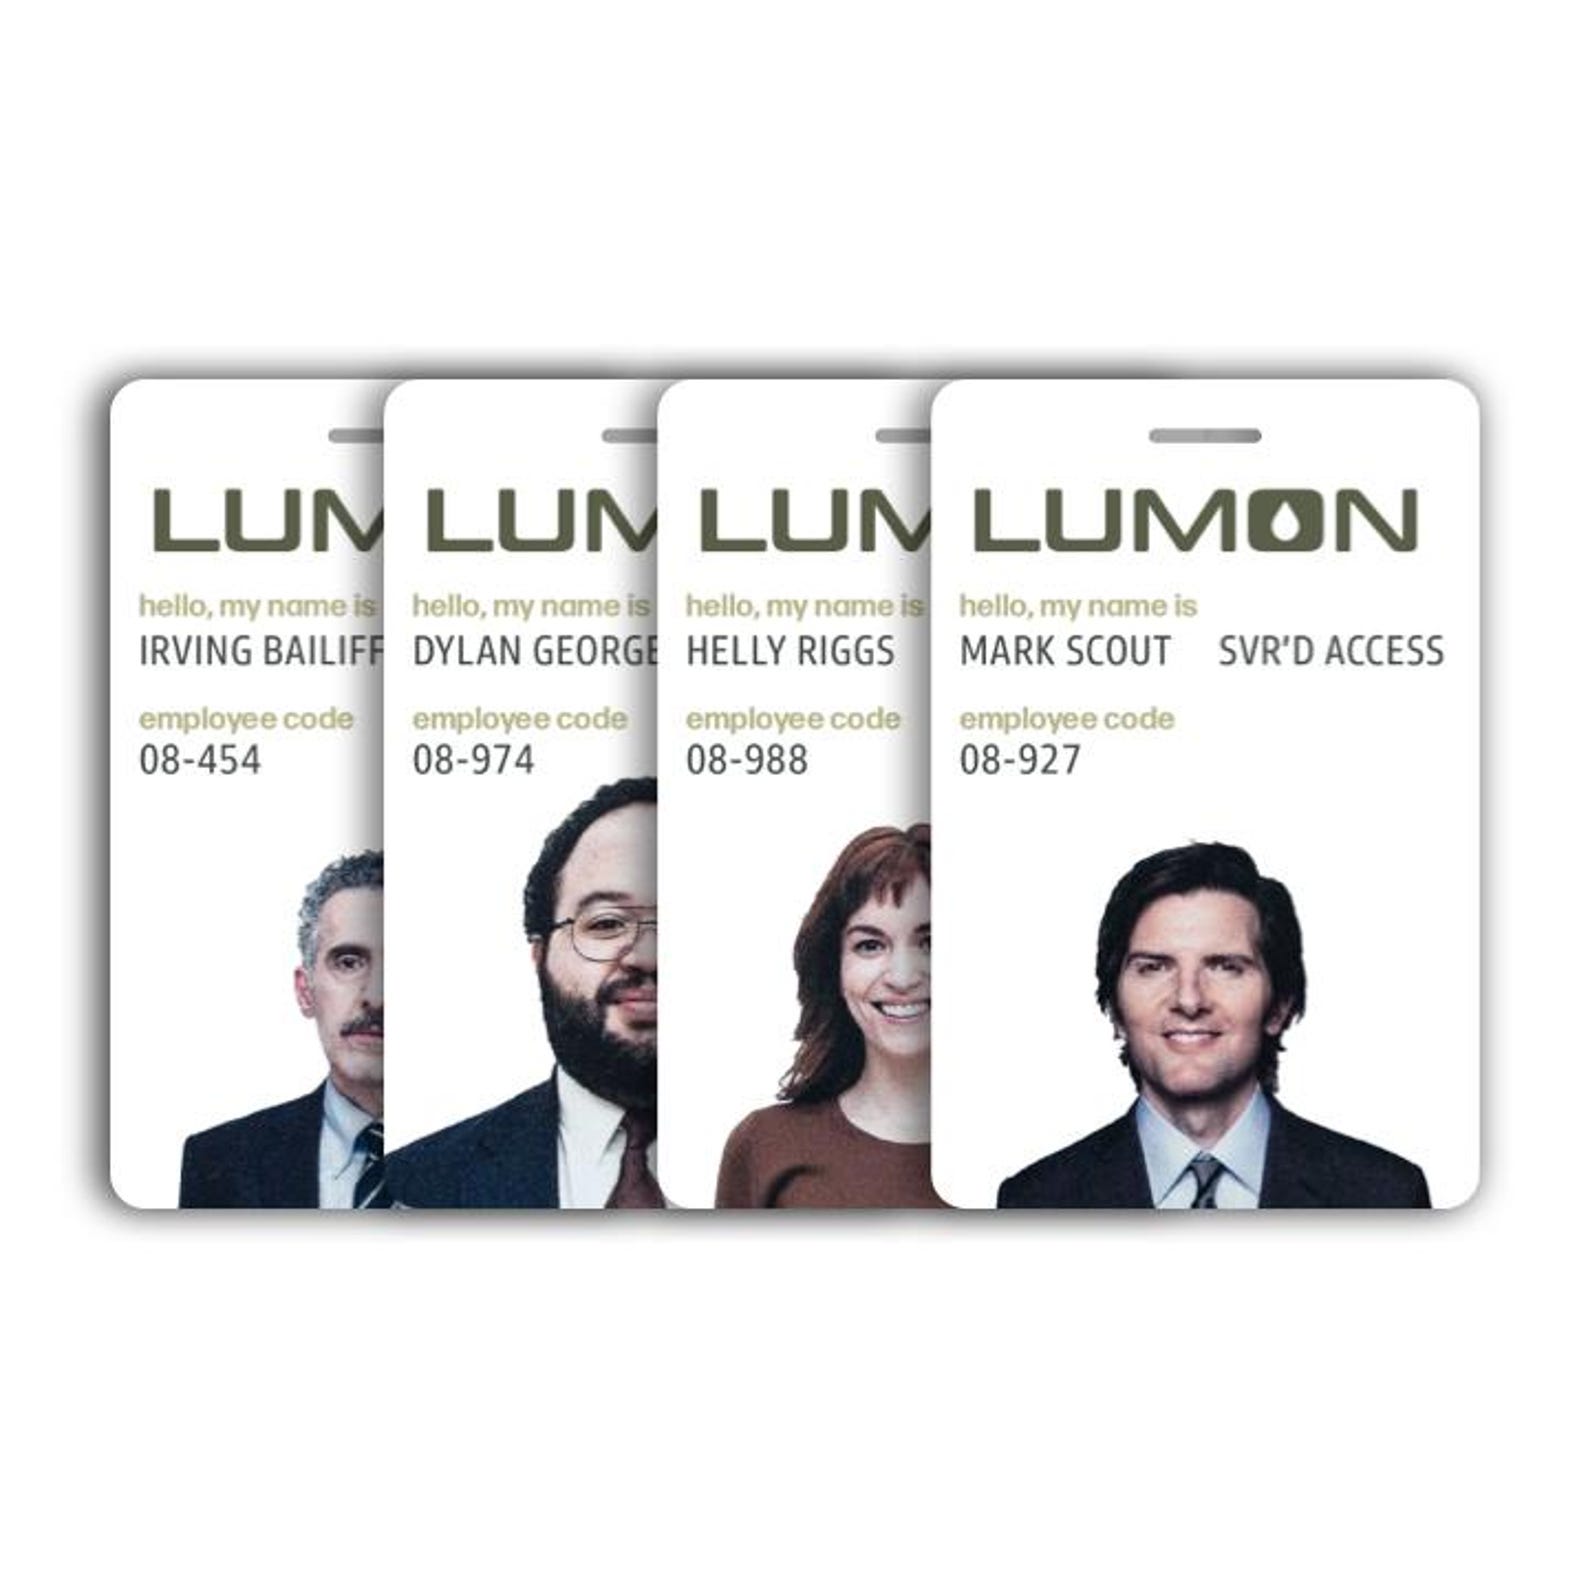 LUM
hello, my name is
IRVING BAILIFF
employee code
08-454
LUM
hello, my name is
DYLAN GEORGE
employee code
08-974
LUM
hello, my name is
HELLY RIGGS
employee code
08-988
LUMON
hello, my name is
MARK SCOUT SVR'D ACCESS
employee code
08-927